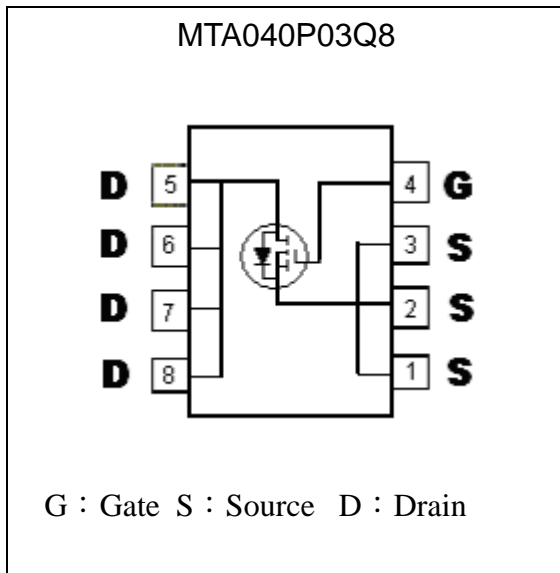 MTA040P03Q8
D 5 4 G
D 6 3 S
D 7 2 S
D 8 1 S
G：Gate S：Source D：Drain